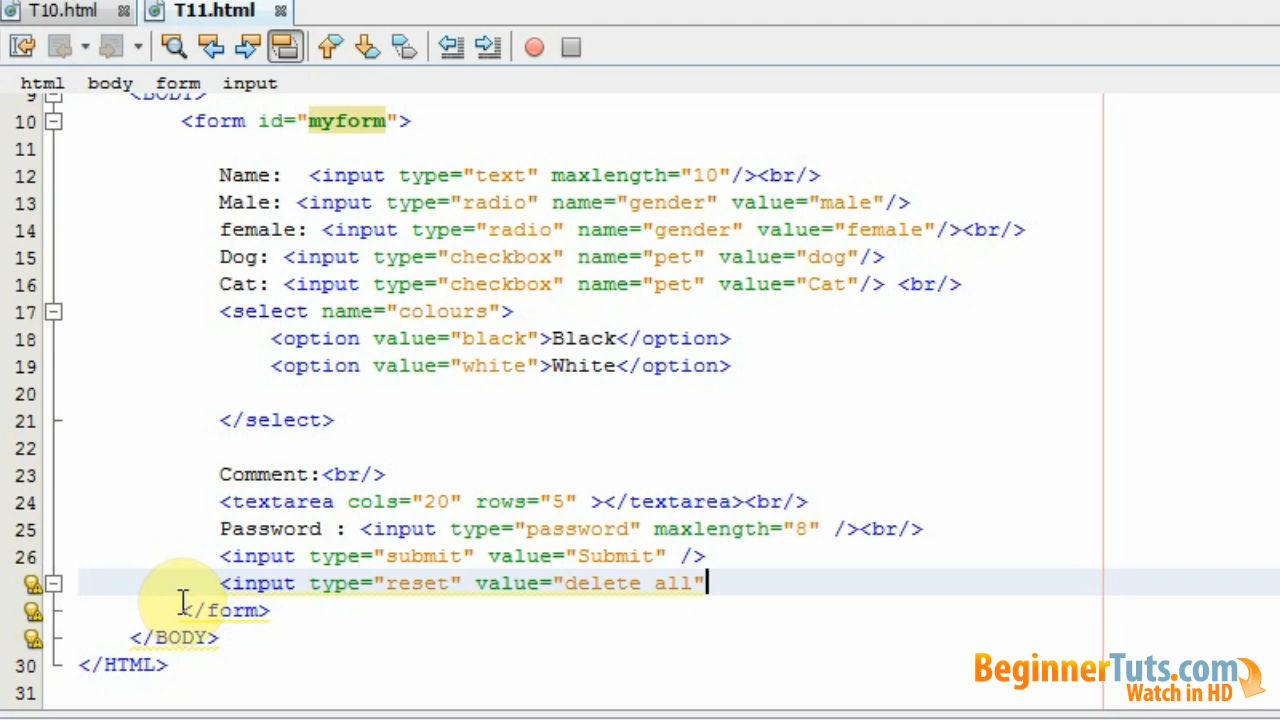 T10.html T11.html
html body form input
9 <BODY>
10 <form id="myform">
11
12 Name: <input type="text" maxlength="10"/><br/>
13 Male: <input type="radio" name="gender" value="male"/>
14 female: <input type="radio" name="gender" value="female"/><br/>
15 Dog: <input type="checkbox" name="pet" value="dog"/>
16 Cat: <input type="checkbox" name="pet" value="Cat"/> <br/>
17 <select name="colours">
18 <option value="black">Black</option>
19 <option value="white">White</option>
20
21 </select>
22
23 Comment:<br/>
24 <textarea cols="20" rows="5" ></textarea><br/>
25 Password : <input type="password" maxlength="8" /><br/>
26 <input type="submit" value="Submit" />
<input type="reset" value="delete all"
</form>
</BODY>
30 </HTML>
31
BeginnerTuts.com
Watch in HD